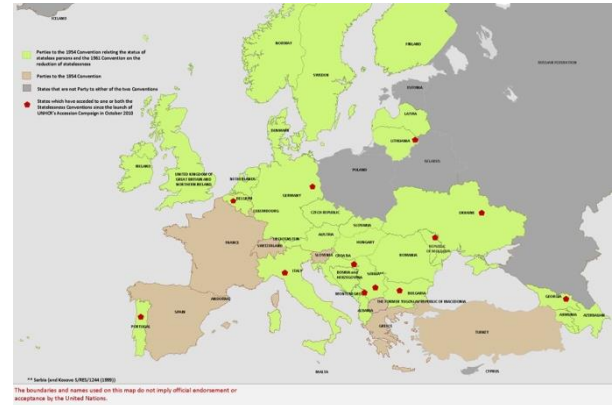 ICELAND
Parties to the 1954 Convention relating the status of
stateless persons and the 1961 Convention on the
reduction of statelessness
Parties to the 1954 Convention
States that are not Party to either of the two Conventions
States which have acceded to one or both the
Statelessness Conventions since the launch of
UNHCR's Accession Campaign in October 2010
NORWAY
FINLAND
SWEDEN
RUSSIAN FEDERATION
ESTONIA
LATVIA
LITHUANIA
DENMARK
BELARUS
IRELAND
UNITED KINGDOM OF
GREAT BRITAIN AND
NORTHERN IRELAND
NETHERLANDS
POLAND
GERMANY
BELGIUM
LUXEMBOURG
CZECH REPUBLIC
UKRAINE
SLOVAKIA
AUSTRIA
LIECHTENSTEIN
HUNGARY
REPUBLIC
OF MOLDOVA
FRANCE
SWITZERLAND
SLOVENIA
CROATIA
ROMANIA
BOSNIA and
HERZEGOVINA
SERBIA**
ITALY
MONTENEGRO
BULGARIA
THE FORMER YUGOSLAV REPUBLIC OF MACEDONIA
GEORGIA
ANDORRA
ALBANIA
ARMENIA
AZERBAIJAN
PORTUGAL
SPAIN
GREECE
TURKEY
MALTA
CYPRUS
** Serbia (and Kosovo S/RES/1244 (1999))
The boundaries and names used on this map do not imply official endorsement or
acceptance by the United Nations.